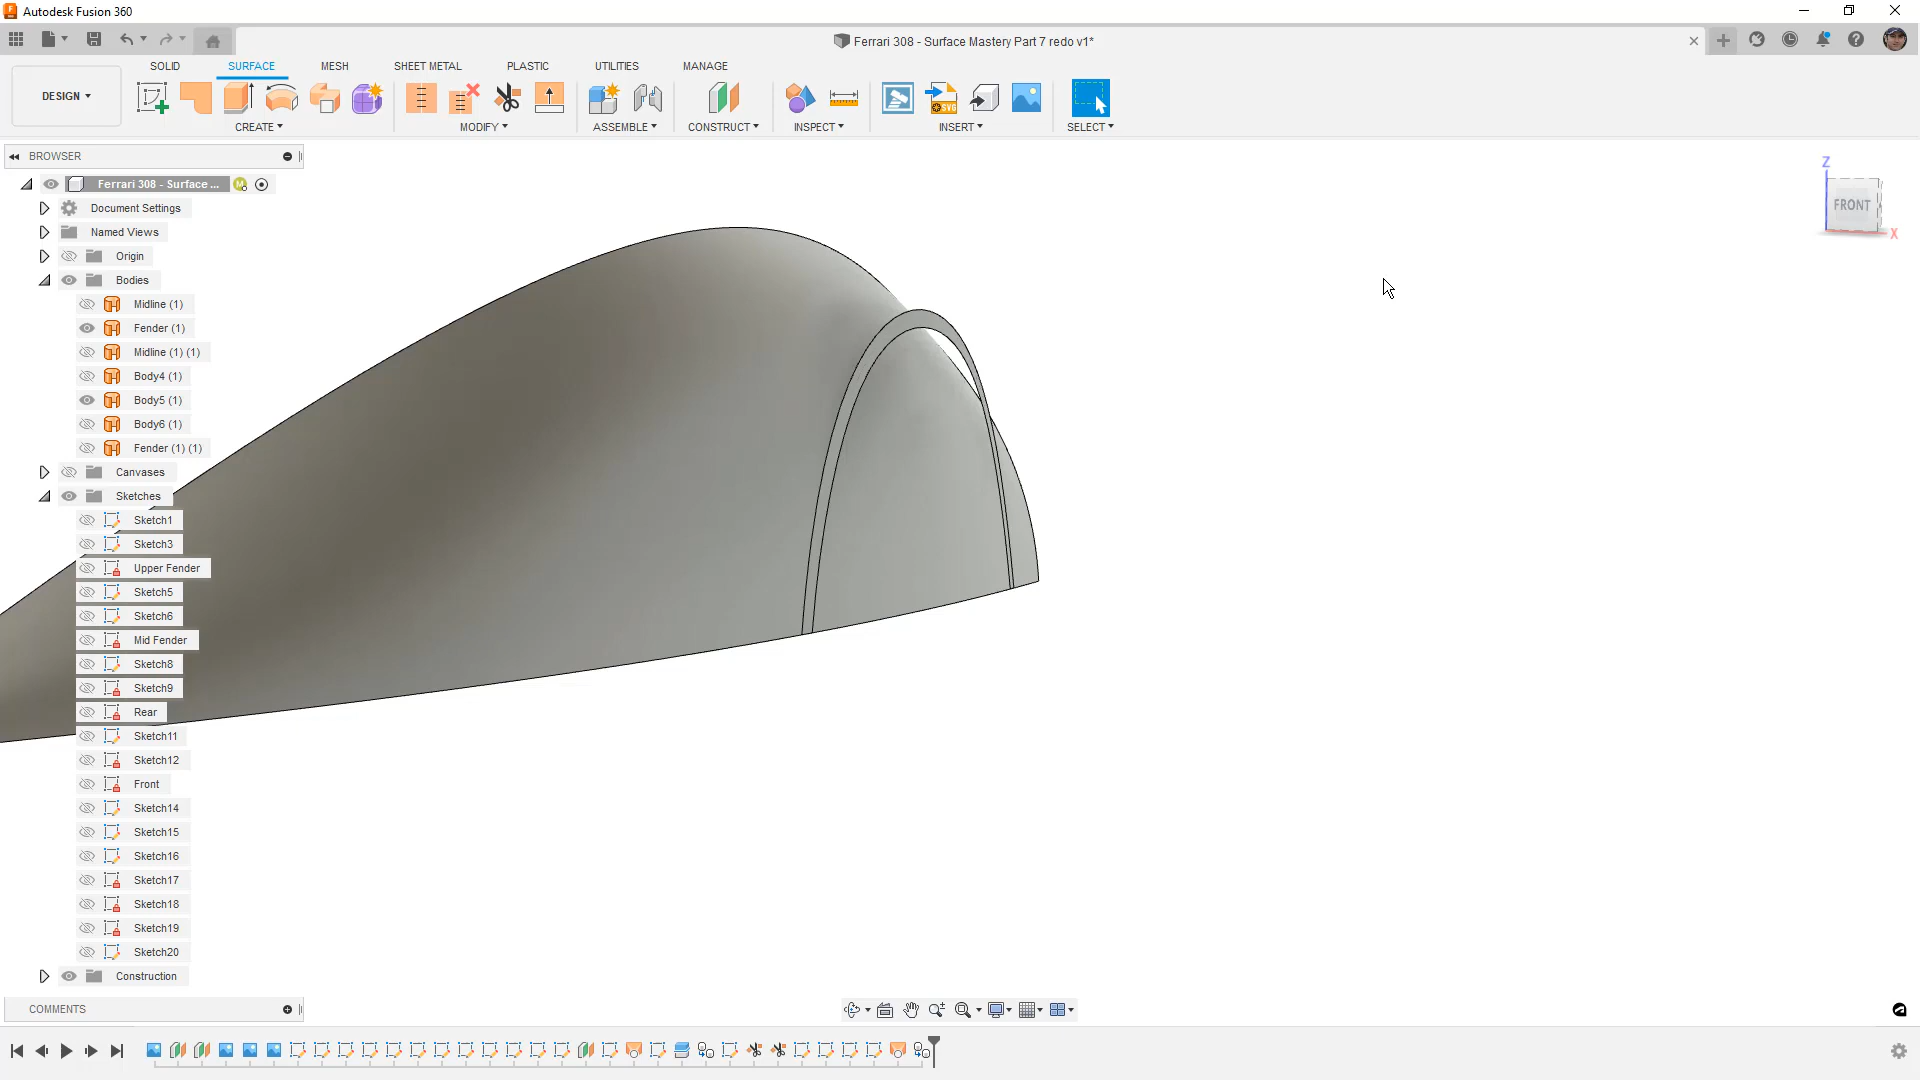 Autodesk Fusion 360
Ferrari 308 - Surface Mastery Part 7 redo v1*
SOLID SURFACE MESH SHEET METAL PLASTIC UTILITIES MANAGE
DESIGN
CREATE MODIFY ASSEMBLE CONSTRUCT INSPECT INSERT SELECT
SVG
BROWSER
Ferrari 308 - Surface ...
Document Settings
Named Views
Origin
Bodies
Midline (1)
Fender (1)
Midline (1) (1)
Body4 (1)
Body5 (1)
Body6 (1)
Fender (1) (1)
Canvases
Sketches
Sketch1
Sketch3
Upper Fender
Sketch5
Sketch6
Mid Fender
Sketch8
Sketch9
Rear
Sketch11
Sketch12
Front
Sketch14
Sketch15
Sketch16
Sketch17
Sketch18
Sketch19
Sketch20
Construction
Z
FRONT
X
COMMENTS